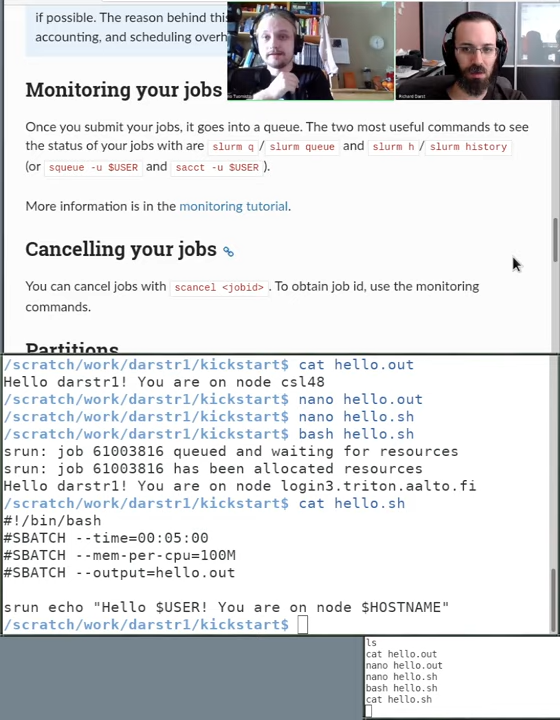 if possible. The reason behind this
accounting, and scheduling overh
Monitoring your jobs
Once you submit your jobs, it goes into a queue. The two most useful commands to see
the status of your jobs with are slurm q / slurm queue and slurm h / slurm history
(or squeue -u $USER and sacct -u $USER ).
More information is in the monitoring tutorial.
Cancelling your jobs
You can cancel jobs with scancel <jobid> . To obtain job id, use the monitoring
commands.
Partitions
/scratch/work/darstr1/kickstart$ cat hello.out
Hello darstr1! You are on node csl48
/scratch/work/darstr1/kickstart$ nano hello.out
/scratch/work/darstr1/kickstart$ nano hello.sh
/scratch/work/darstr1/kickstart$ bash hello.sh
srun: job 61003816 queued and waiting for resources
srun: job 61003816 has been allocated resources
Hello darstr1! You are on node login3.triton.aalto.fi
/scratch/work/darstr1/kickstart$ cat hello.sh
#!/bin/bash
#SBATCH --time=00:05:00
#SBATCH --mem-per-cpu=100M
#SBATCH --output=hello.out
srun echo "Hello $USER! You are on node $HOSTNAME"
/scratch/work/darstr1/kickstart$
ls
cat hello.out
nano hello.out
nano hello.sh
bash hello.sh
cat hello.sh